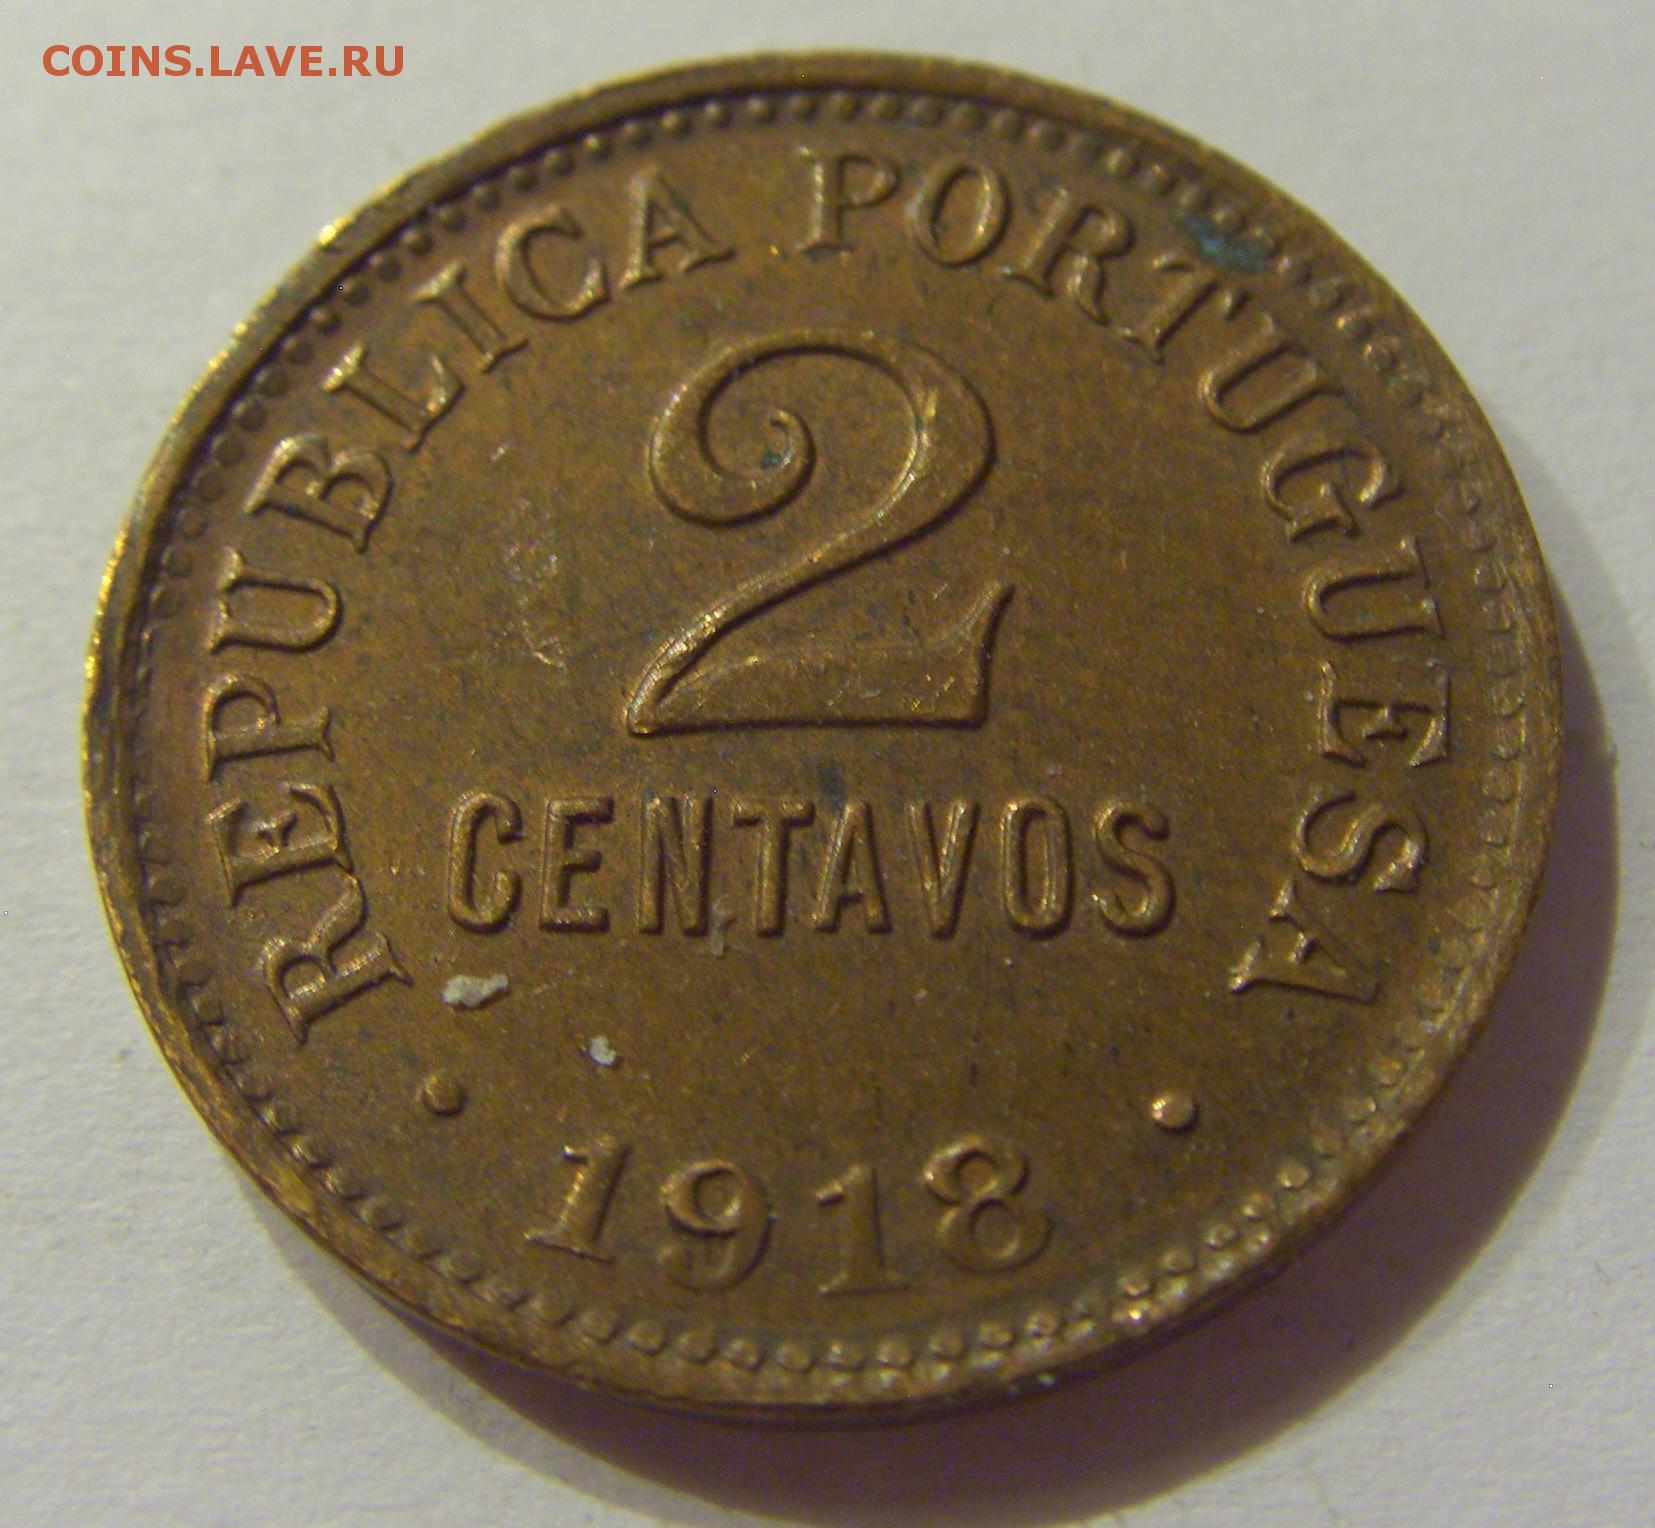 COINS.LAVE.RU
REPUBLICA PORTUGUESA
2
CENTAVOS
• 1918 •